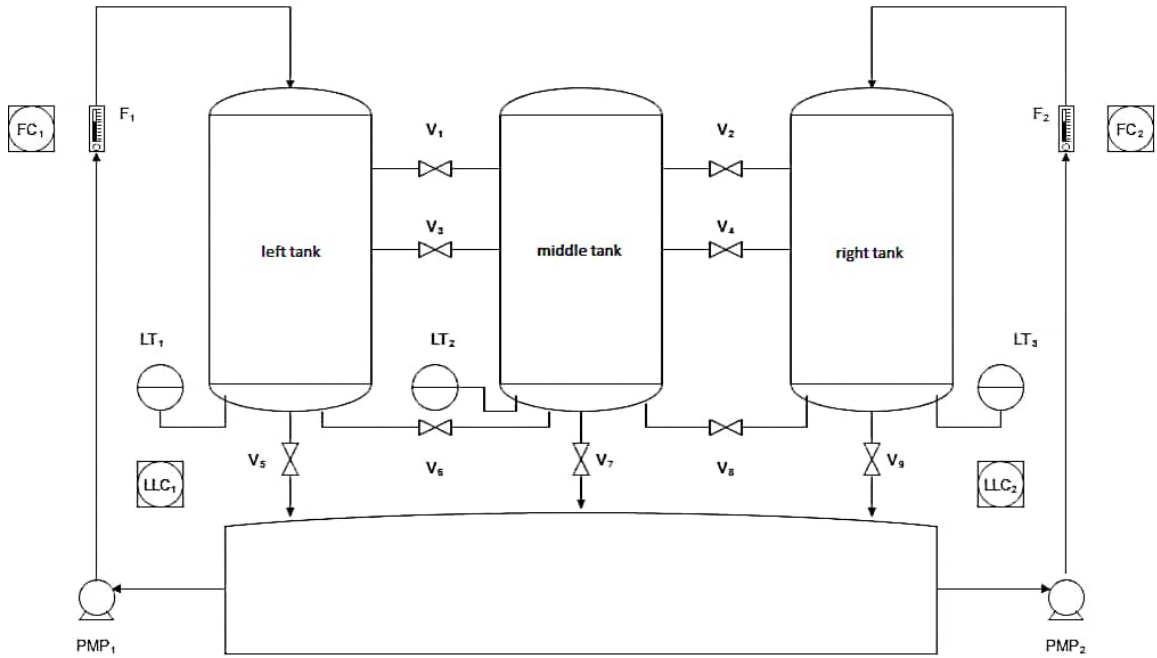 F₁
F₂
FC₁
FC₂
V₁
V₂
V₃
V₄
left tank
middle tank
right tank
LT₁
LT₂
LT₃
V₅
V₆
V₇
V₈
V₉
LLC₁
LLC₂
PMP₁
PMP₂